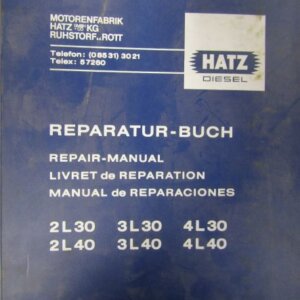 MOTORENFABRIK
HATZ KG
RUHSTORF a. ROTT
Telefon: (08531) 3021
Telex: 57260
HATZ
DIESEL
REPARATUR-BUCH
REPAIR-MANUAL
LIVRET de REPARATION
MANUAL de REPARACIONES
2L30 3L30 4L30
2L40 3L40 4L40